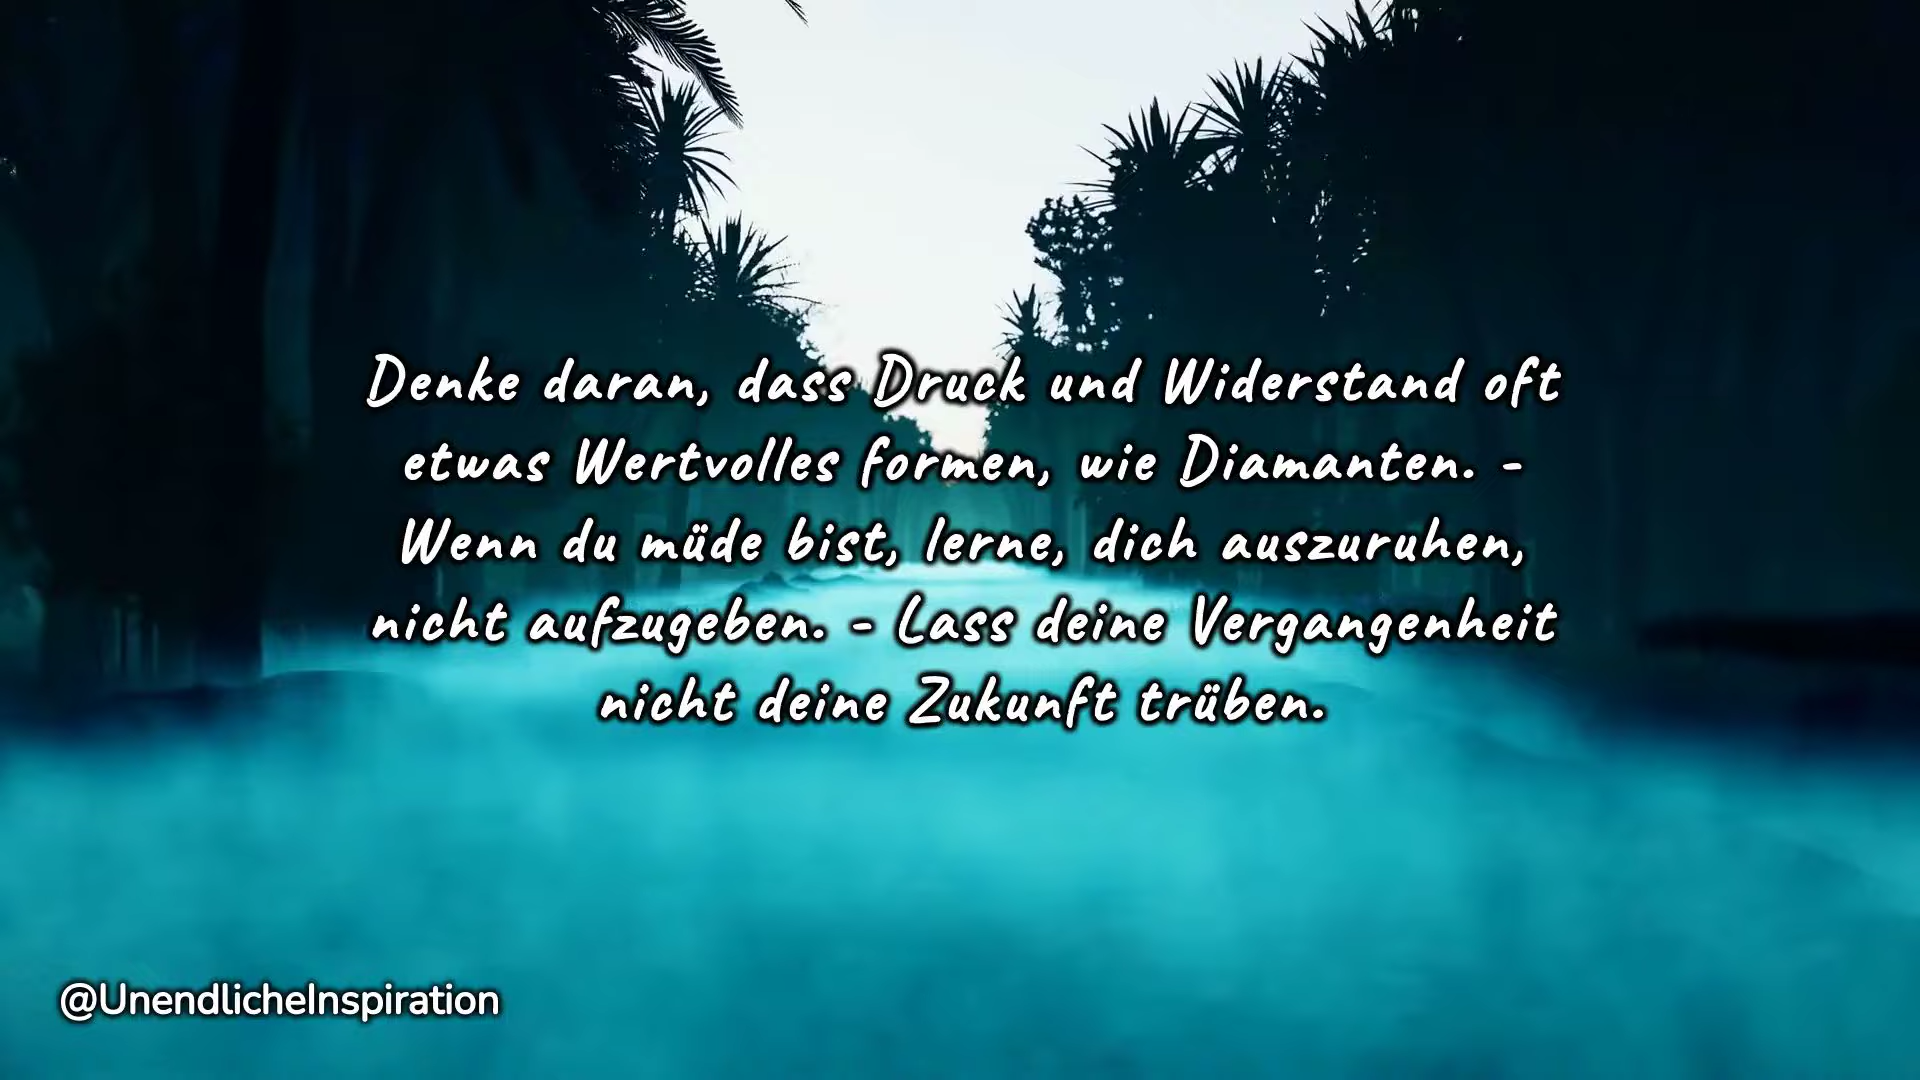 Denke daran, dass Druck und Widerstand oft
etwas Wertvolles formen, wie Diamanten. -
Wenn du müde bist, lerne, dich auszuruhen,
nicht aufzugeben. - Lass deine Vergangenheit
nicht deine Zukunft trüben.
@UnendlicheInspiration